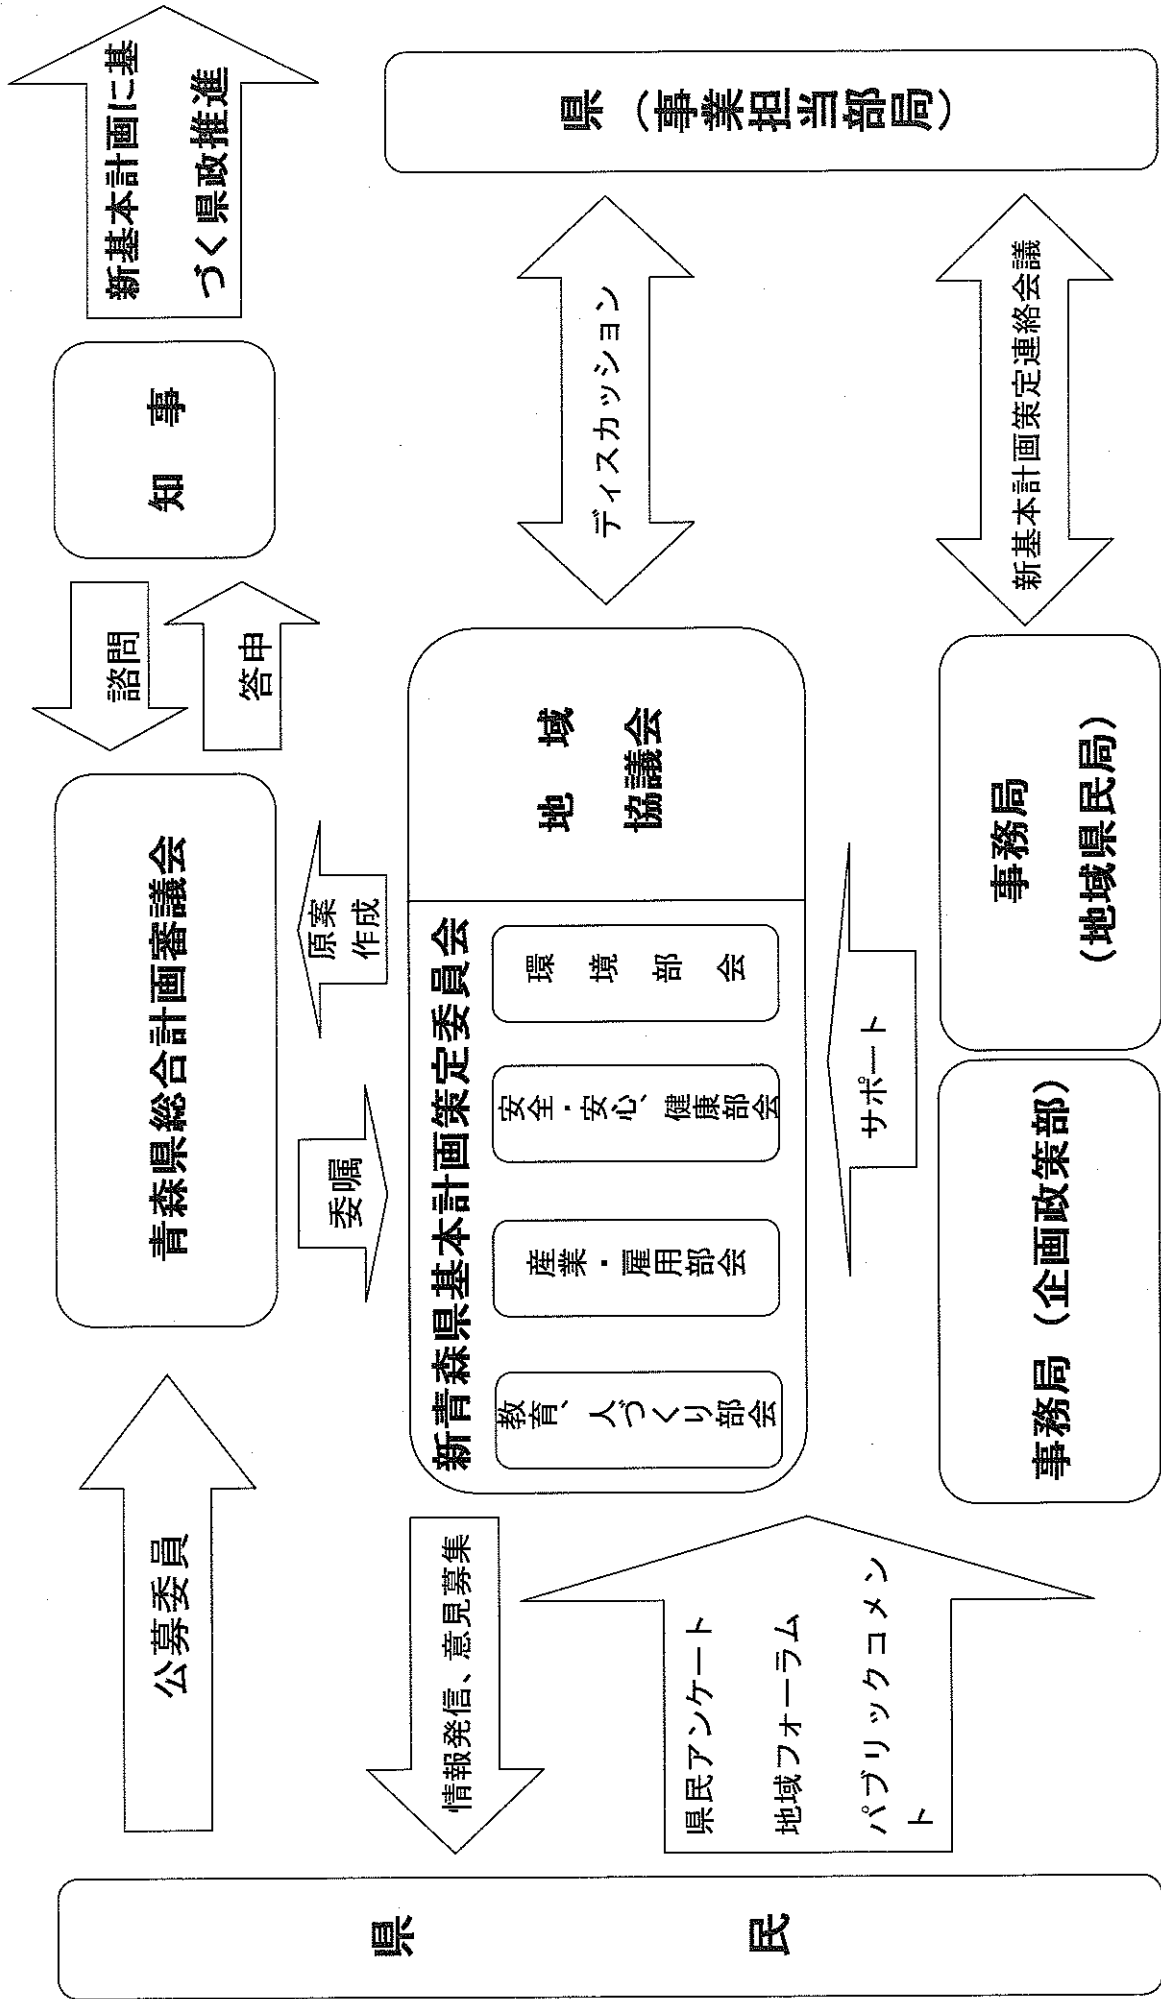 県　　民
公募委員
情報発信、意見募集
県民アンケート
地域フォーラム
パブリックコメン
ト
青森県総合計画審議会
委嘱
原案
作成
諮問
答申
知　事
新基本計画に基
づく県政推進
新青森県基本計画策定委員会
教育、人づくり部会
産業・雇用部会
安全・安心、健康部会
環　境　部　会
地　域
協議会
サポート
事務局（企画政策部）
事務局
（地域県民局）
ディスカッション
新基本計画策定連絡会議
県（事業担当部局）